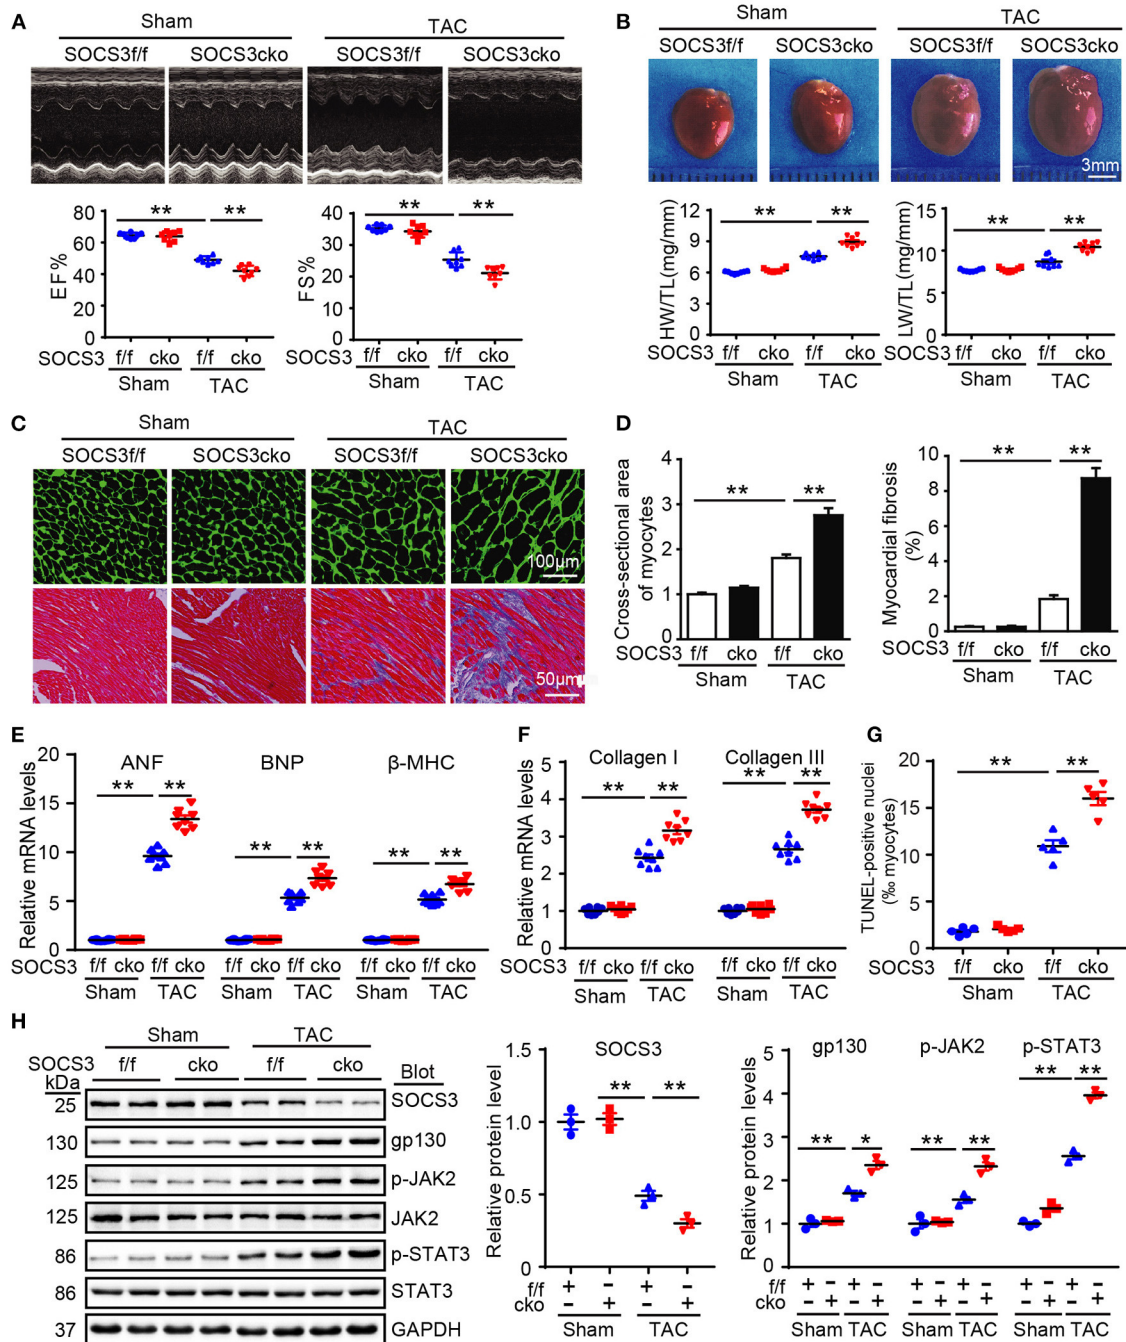 A
Sham
TAC
SOCS3f/f
SOCS3cko
SOCS3f/f
SOCS3cko
EF%
80
60
40
20
0
**
**
SOCS3
f/f
cko
f/f
cko
Sham
TAC
FS%
40
30
20
10
0
**
**
f/f
cko
f/f
cko
Sham
TAC
B
Sham
TAC
SOCS3f/f
SOCS3cko
SOCS3f/f
SOCS3cko
3mm
HW/TL(mg/mm)
12
9
6
3
0
**
**
SOCS3
f/f
cko
f/f
cko
Sham
TAC
LW/TL(mg/mm)
15
10
5
0
**
**
f/f
cko
f/f
cko
Sham
TAC
C
Sham
TAC
SOCS3f/f
SOCS3cko
SOCS3f/f
SOCS3cko
100μm
50μm
D
Cross-sectional area
of myocytes
4
3
2
1
0
**
**
SOCS3
f/f
cko
f/f
cko
Sham
TAC
Myocardial fibrosis
(%)
10
8
6
4
2
0
**
**
SOCS3
f/f
cko
f/f
cko
Sham
TAC
E
Relative mRNA levels
20
15
10
5
0
ANF
BNP
β-MHC
** **
** **
** **
SOCS3 f/f cko f/f cko f/f cko f/f cko f/f cko f/f cko
Sham TAC Sham TAC Sham TAC
F
Relative mRNA levels
5
4
3
2
1
0
Collagen I
Collagen III
** **
** **
SOCS3 f/f cko f/f cko f/f cko f/f cko
Sham TAC Sham TAC
G
TUNEL-positive nuclei
(‰ myocytes)
20
15
10
5
0
** **
SOCS3 f/f cko f/f cko
Sham TAC
H
Sham
TAC
SOCS3 f/f cko f/f cko
kDa
Blot
25 SOCS3
130 gp130
125 p-JAK2
125 JAK2
86 p-STAT3
86 STAT3
37 GAPDH
Relative protein level
1.5
1.0
0.5
0
SOCS3
** **
f/f + − + −
cko − + − +
Sham TAC
Relative protein levels
5
4
3
2
1
0
gp130
p-JAK2
p-STAT3
** *
** **
** **
f/f + − + − + − + − + − + −
cko − + − + − + − + − + − +
Sham TAC Sham TAC Sham TAC